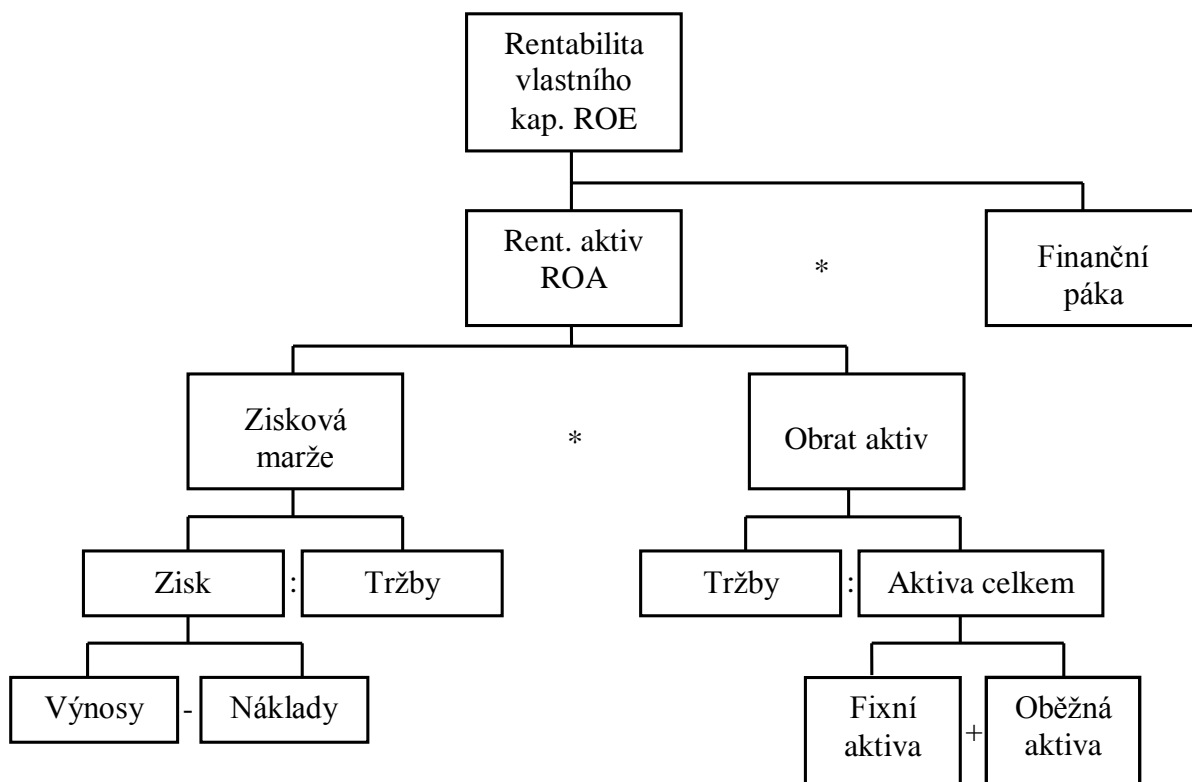 Rentabilita
vlastního
kap. ROE
Rent. aktiv
ROA
*
Finanční
páka
Zisková
marže
*
Obrat aktiv
Zisk
:
Tržby
Tržby
:
Aktiva celkem
Výnosy
-
Náklady
Fixní
aktiva
+
Oběžná
aktiva